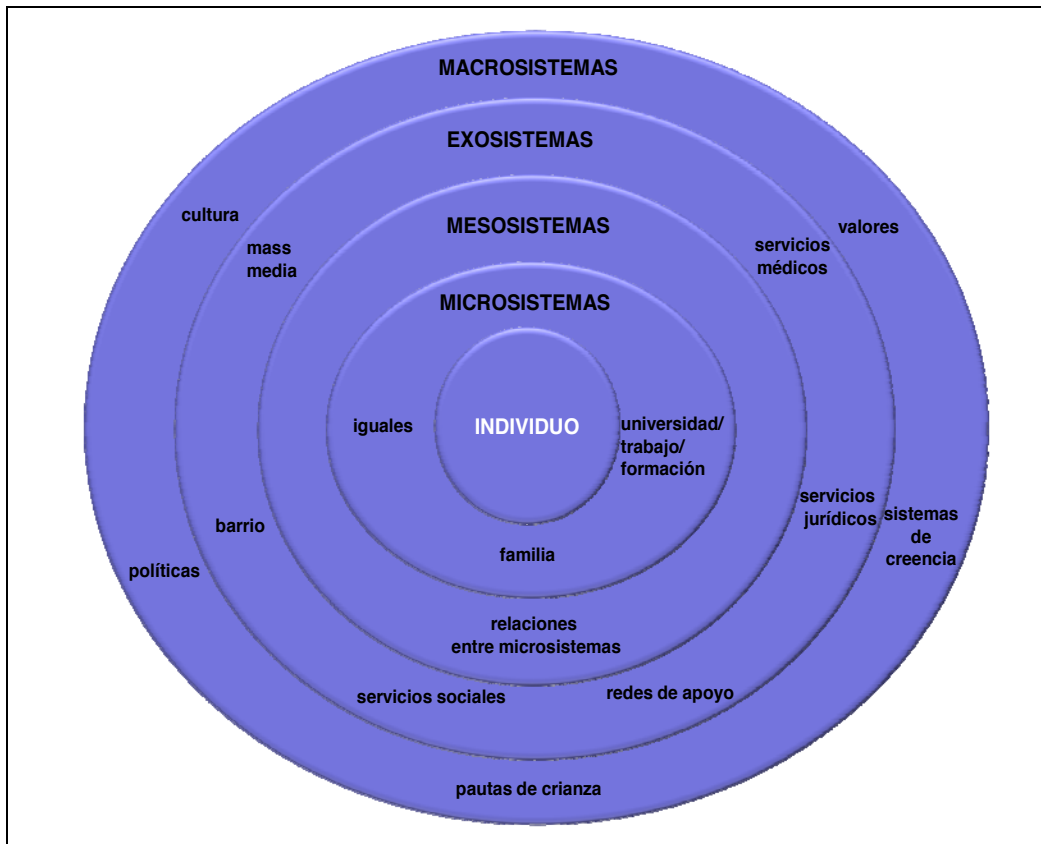 MACROSISTEMAS
EXOSISTEMAS
cultura
valores
MESOSISTEMAS
mass
media
servicios
médicos
MICROSISTEMAS
iguales
INDIVIDUO
universidad/
trabajo/
formación
servicios
jurídicos
barrio
sistemas
de
creencia
familia
políticas
relaciones
entre microsistemas
servicios sociales
redes de apoyo
pautas de crianza